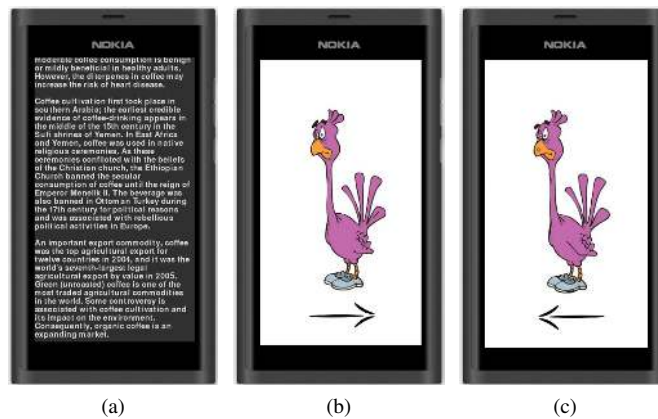 NOKIA
moderate coffee consumption is benign
or mildly beneficial in healthy adults.
However, the diterpenes in coffee may
increase the risk of heart disease.
Coffee cultivation first took place in
southern Arabia; the earliest credible
evidence of coffee-drinking appears
in the middle of the 15th century in the
Sufi shrines of Yemen. In East Africa
and Yemen, coffee was used in native
religious ceremonies. As these
ceremonies conflicted with the beliefs
of the Christian church, the Ethiopian
Church banned the secular
consumption of coffee until the reign of
Emperor Menelik II. The beverage was
also banned in Ottoman Turkey during
the 17th century for political reasons
and was associated with rebellious
political activities in Europe.
An important export commodity, coffee
was the top agricultural export for
twelve countries in 2004, and it was the
world's seventh-largest legal
agricultural export by value in 2005.
Green (unroasted) coffee is one of the
most traded agricultural commodities
in the world. Some controversy is
associated with coffee cultivation and
its impact on the environment.
Consequently, organic coffee is an
expanding market.
(a)
NOKIA
(b)
NOKIA
(c)